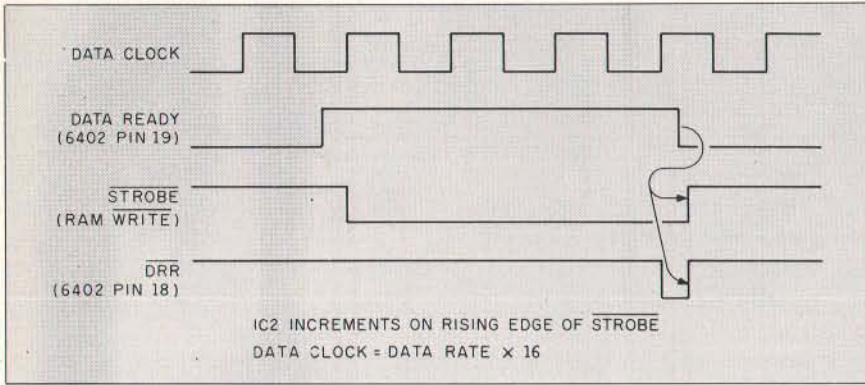 DATA CLOCK
DATA READY
(6402 PIN 19)
STROBE
(RAM WRITE)
DRR
(6402 PIN 18)
IC2 INCREMENTS ON RISING EDGE OF STROBE
DATA CLOCK = DATA RATE × 16